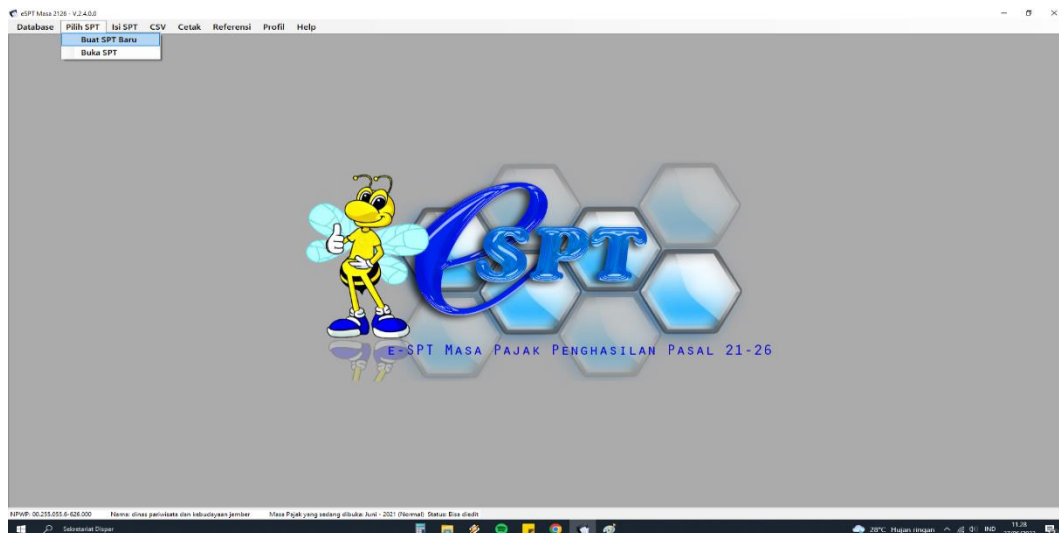 eSPT Masa 2126 - V.2.4.0.0
Database Pilih SPT Isi SPT CSV Cetak Referensi Profil Help
Buat SPT Baru
Buka SPT
eSPT
e-SPT Masa Pajak Penghasilan Pasal 21-26
NPWP: 00.255.055.6-626.000 Nama: dinas pariwisata dan kebudayaan jember Masa Pajak yang sedang dibuka: Juni - 2021 (Normal) Status: Bisa diedit
Sekretariat Dispar 28°C Hujan ringan IND 11.28